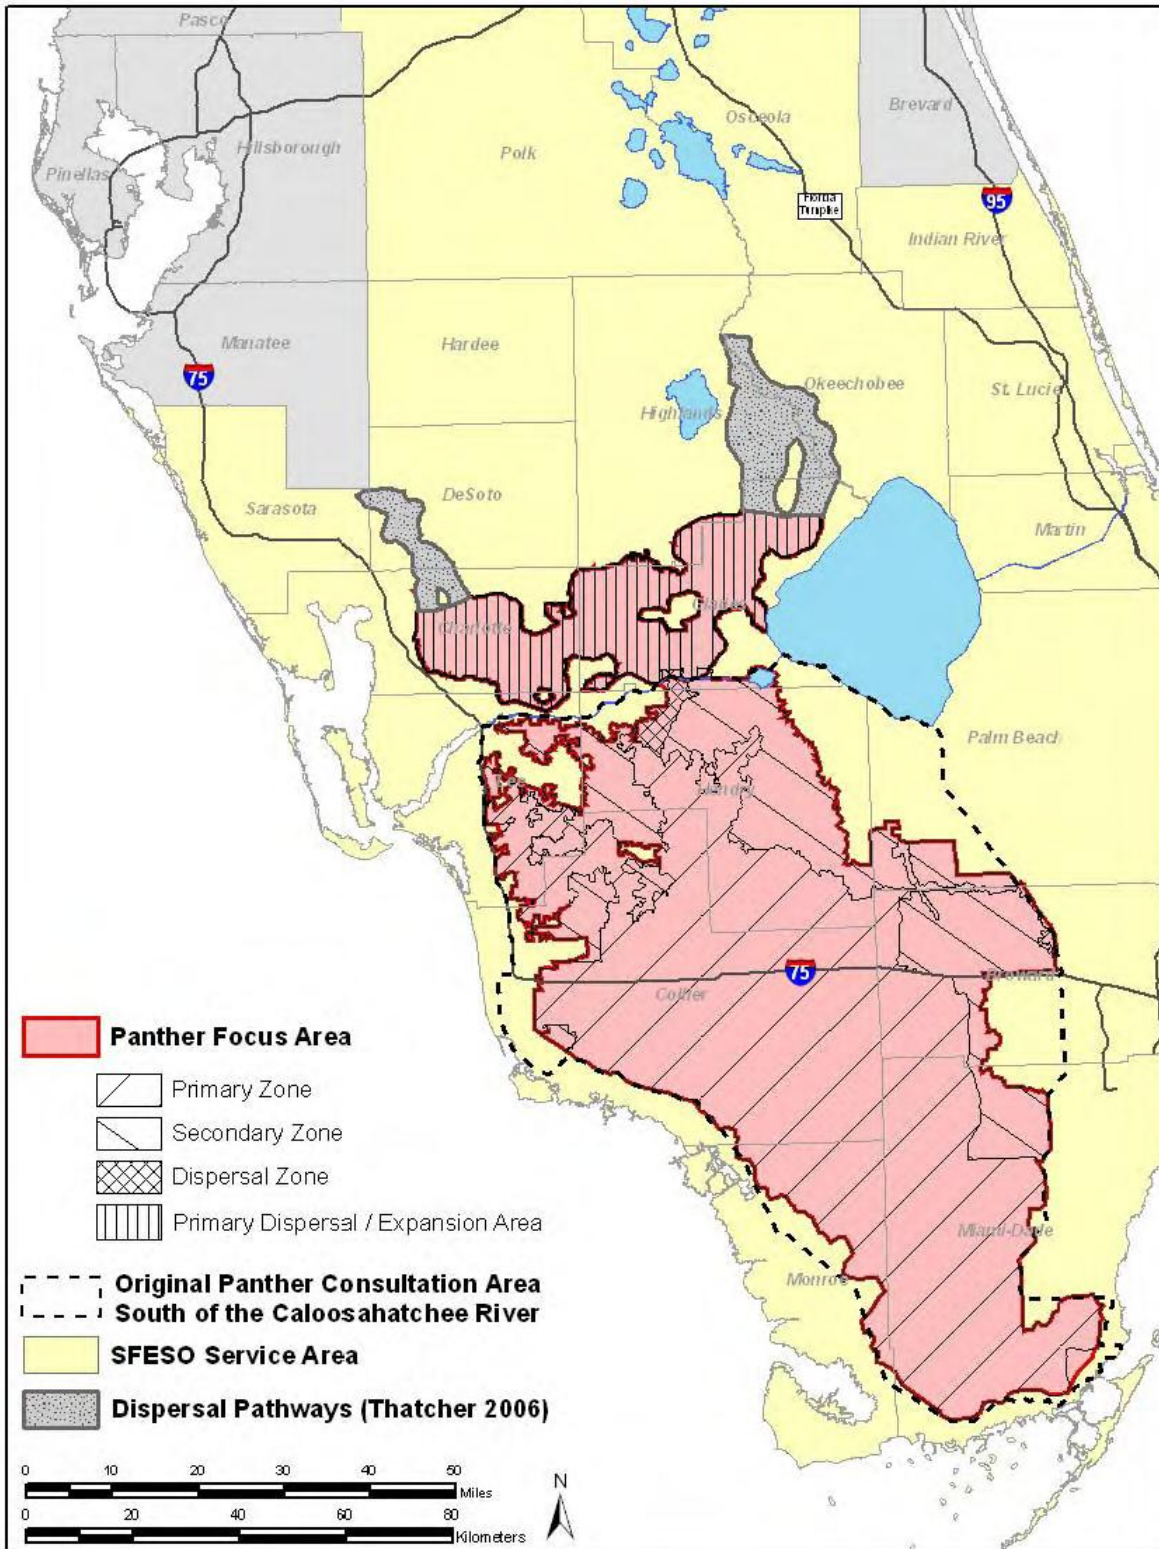 Pasco
Brevard
Osceola
Hillsborough
Polk
Pinellas
95
Florida
Turnpike
Indian River
Manatee
Hardee
75
Okeechobee
St. Lucie
Highlands
DeSoto
Sarasota
Martin
Glades
Charlotte
Palm Beach
Lee
Hendry
75
Broward
Collier
Panther Focus Area
Primary Zone
Secondary Zone
Dispersal Zone
Primary Dispersal / Expansion Area
Miami-Dade
Monroe
Original Panther Consultation Area
South of the Caloosahatchee River
SFESO Service Area
Dispersal Pathways (Thatcher 2006)
0 10 20 30 40 50
Miles
0 20 40 60 80
Kilometers
N